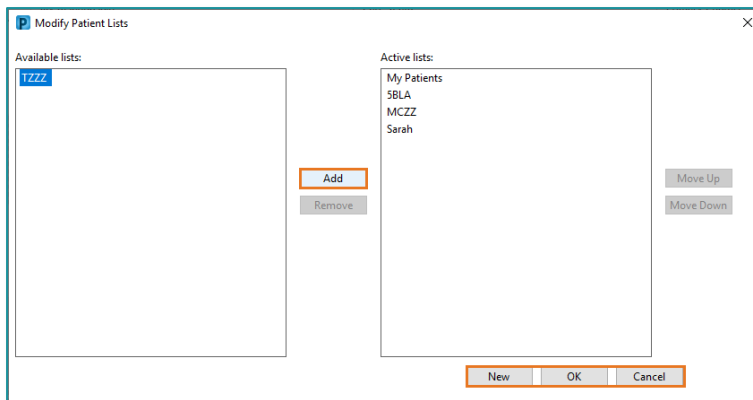 P Modify Patient Lists
Available lists:
TZZZ
Active lists:
My Patients
5BLA
MCZZ
Sarah
Add
Remove
Move Up
Move Down
New OK Cancel